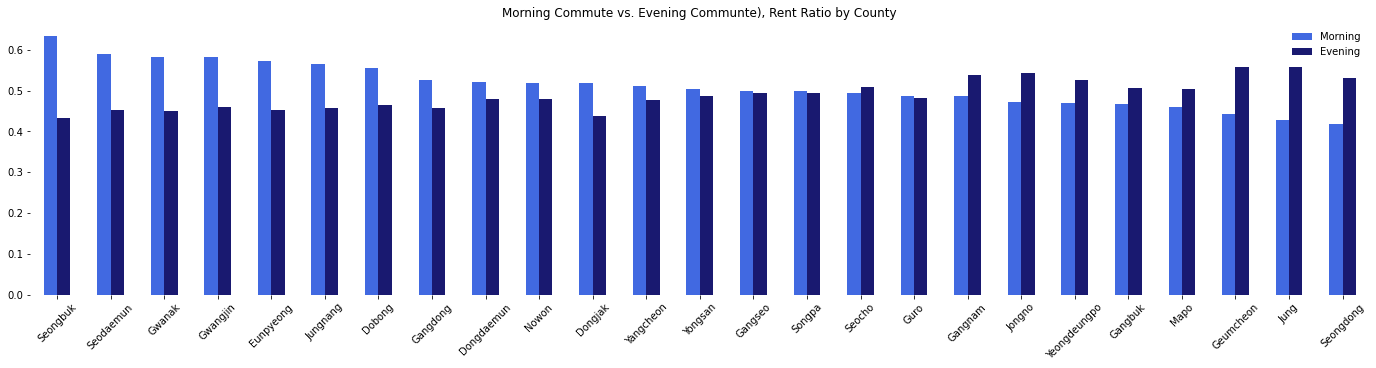 Morning Commute vs. Evening Communte), Rent Ratio by County
Morning
Evening
0.6
0.5
0.4
0.3
0.2
0.1
0.0
Seongbuk
Seodaemun
Gwanak
Gwangjin
Eunpyeong
Jungnang
Dobong
Gangdong
Dongdaemun
Nowon
Dongjak
Yangcheon
Yongsan
Gangseo
Songpa
Seocho
Guro
Gangnam
Jongno
Yeongdeungpo
Gangbuk
Mapo
Geumcheon
Jung
Seongdong